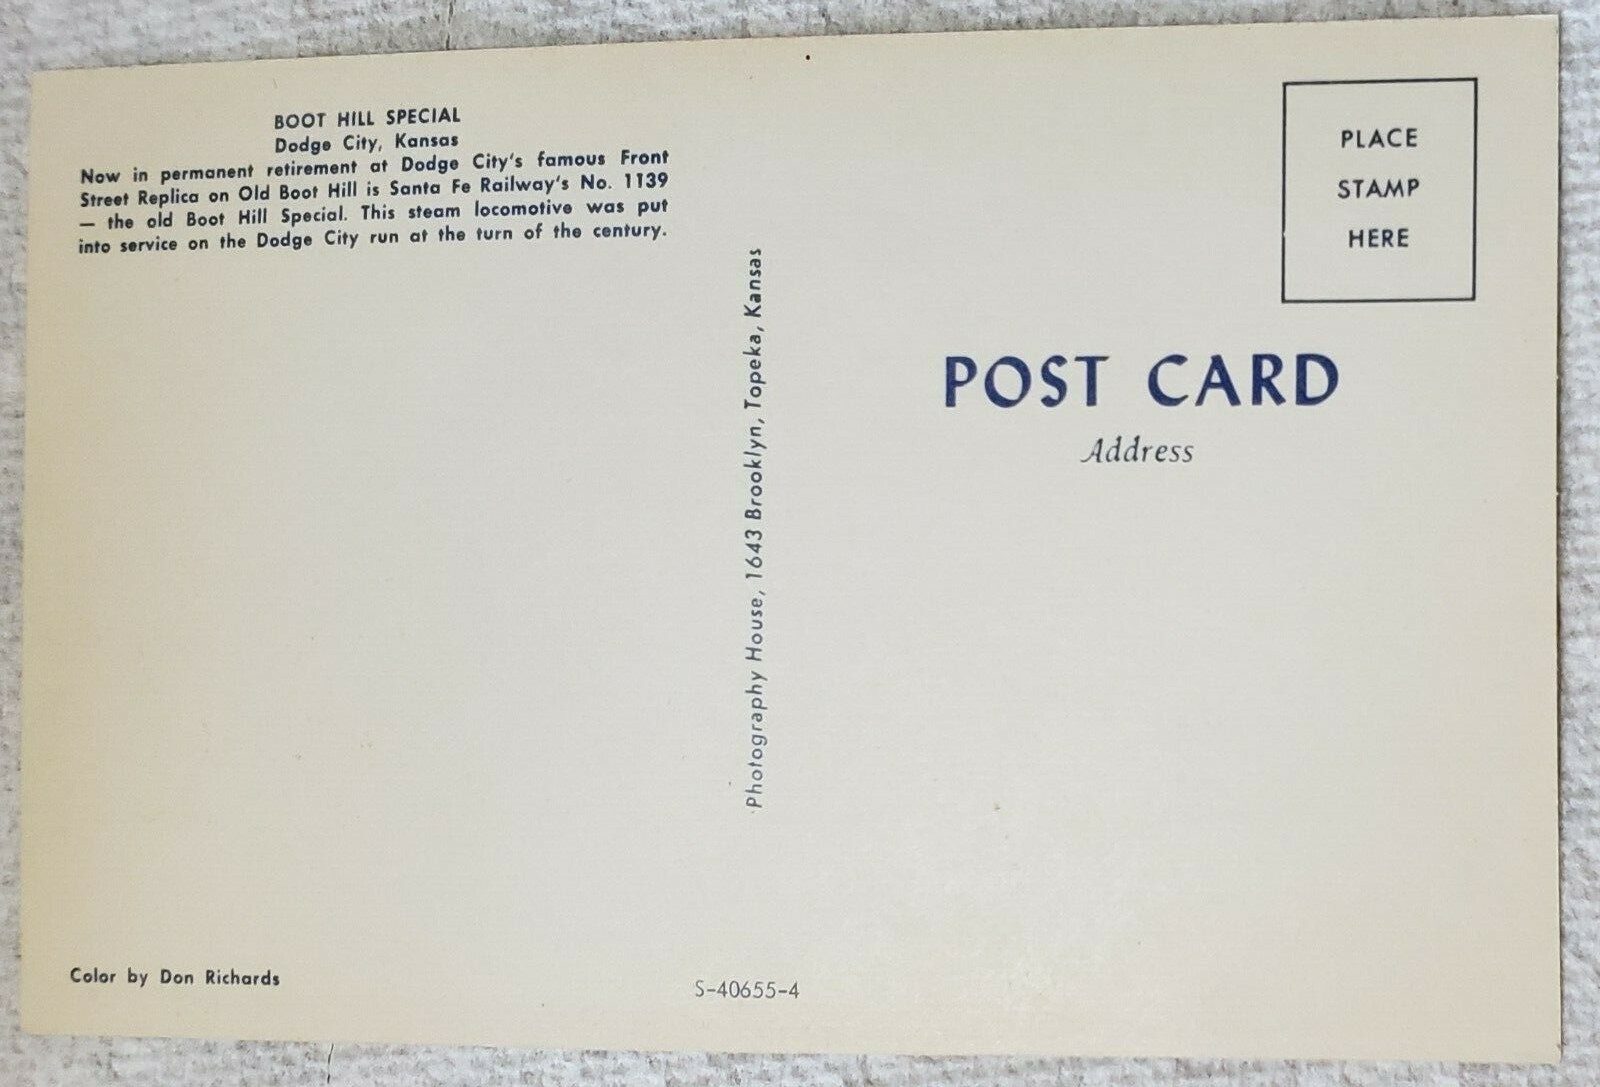 BOOT HILL SPECIAL
Dodge City, Kansas
Now in permanent retirement at Dodge City's famous Front
Street Replica on Old Boot Hill is Santa Fe Railway's No. 1139
— the old Boot Hill Special. This steam locomotive was put
into service on the Dodge City run at the turn of the century.
Color by Don Richards
Photography House, 1643 Brooklyn, Topeka, Kansas
S-40655-4
PLACE
STAMP
HERE
POST CARD
Address